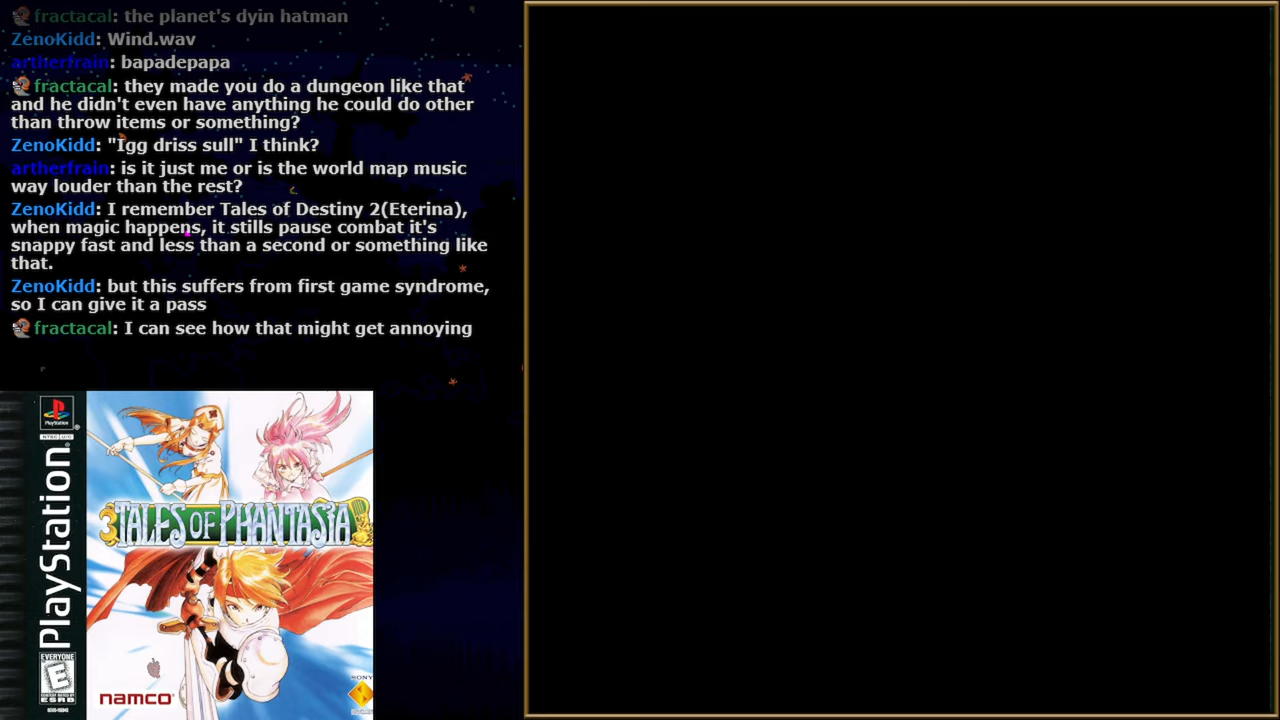 fractacal: the planet's dyin hatman
ZenoKidd: Wind.wav
artherfrain: bapadepapa
fractacal: they made you do a dungeon like that
and he didn't even have anything he could do other
than throw items or something?
ZenoKidd: "Igg driss sull" I think?
artherfrain: is it just me or is the world map music
way louder than the rest?
ZenoKidd: I remember Tales of Destiny 2(Eterina),
when magic happens, it stills pause combat it's
snappy fast and less than a second or something like
that.
ZenoKidd: but this suffers from first game syndrome,
so I can give it a pass
fractacal: I can see how that might get annoying
PlayStation
NTSC U/C
PlayStation
TALES OF PHANTASIA
EVERYONE
E
ESRB
namco
SONY